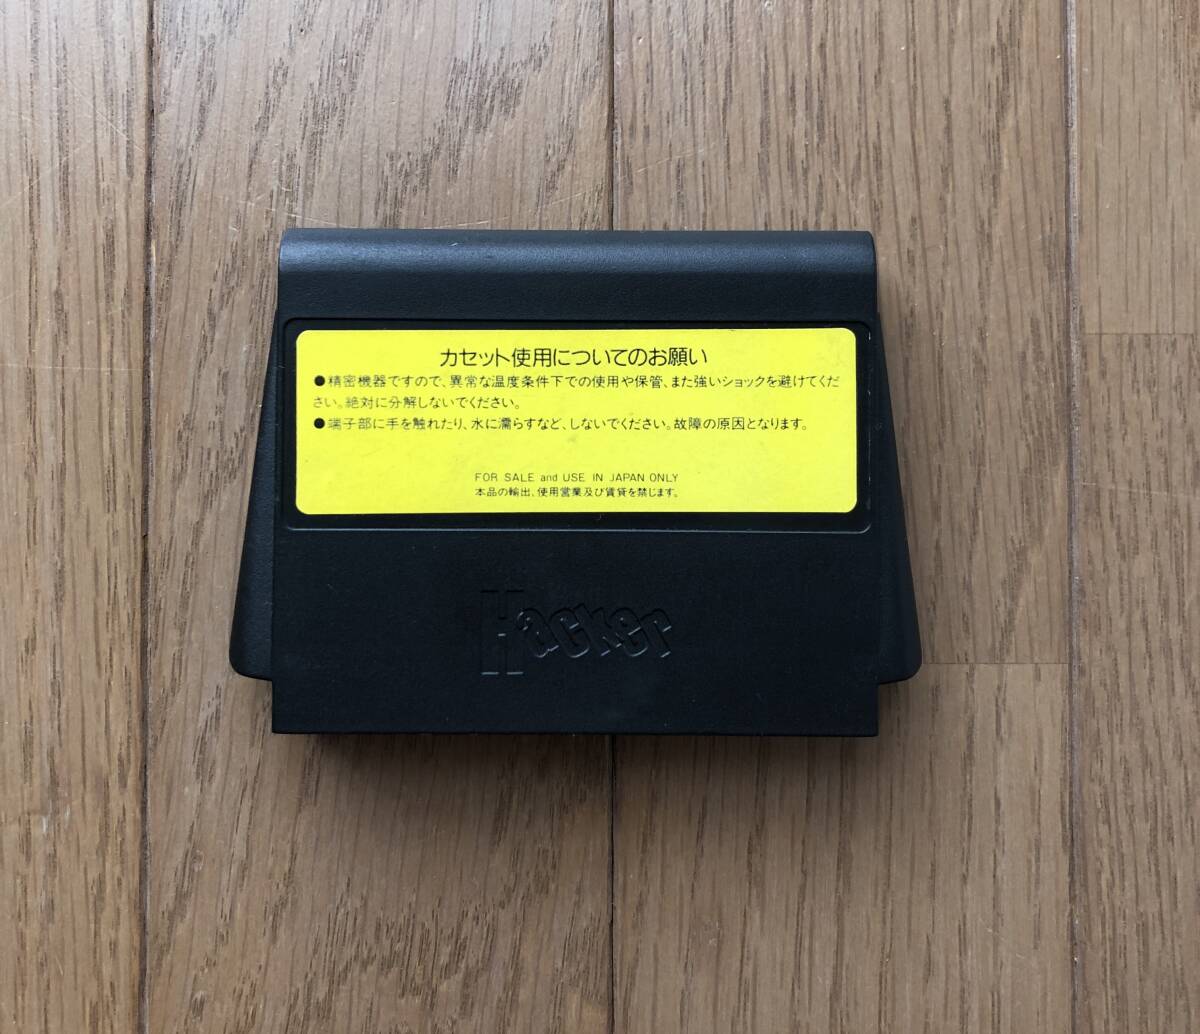 カセット使用についてのお願い
●精密機器ですので、異常な温度条件下での使用や保管、また強いショックを避けてくだ
さい。絶対に分解しないでください。
●端子部に手を触れたり、水に濡らすなど、しないでください。故障の原因となります。
FOR SALE and USE IN JAPAN ONLY
本品の輸出、使用営業及び賃貸を禁じます。
Hacker